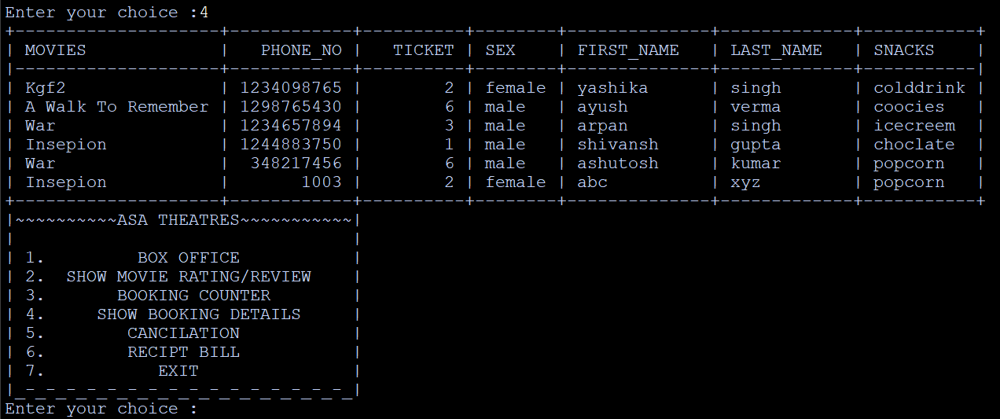 Enter your choice :4
+--------------------+------------+----------+--------+--------------+-------------+-----------+
| MOVIES             |   PHONE_NO |   TICKET | SEX    | FIRST_NAME   | LAST_NAME   | SNACKS    |
|--------------------+------------+----------+--------+--------------+-------------+-----------|
| Kgf2               | 1234098765 |        2 | female | yashika      | singh       | colddrink |
| A Walk To Remember | 1298765430 |        6 | male   | ayush        | verma       | coocies   |
| War                | 1234657894 |        3 | male   | arpan        | singh       | icecreem  |
| Insepion           | 1244883750 |        1 | male   | shivansh     | gupta       | choclate  |
| War                |  348217456 |        6 | male   | ashutosh     | kumar       | popcorn   |
| Insepion           |       1003 |        2 | female | abc          | xyz         | popcorn   |
+--------------------+------------+----------+--------+--------------+-------------+-----------+
|~~~~~~~~~~ASA THEATRES~~~~~~~~~~~|
|                                 |
| 1.         BOX OFFICE           |
| 2.  SHOW MOVIE RATING/REVIEW    |
| 3.       BOOKING COUNTER        |
| 4.     SHOW BOOKING DETAILS     |
| 5.        CANCILATION           |
| 6.        RECIPT BILL           |
| 7.           EXIT               |
|_-_-_-_-_-_-_-_-_-_-_-_-_-_-_-_-_|
Enter your choice :